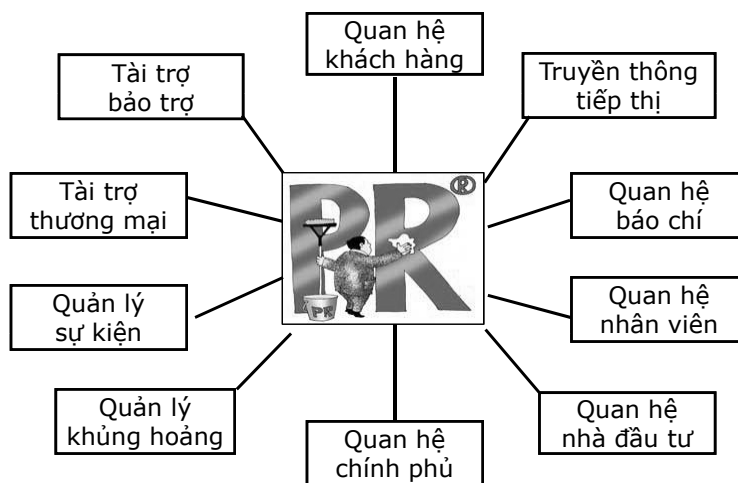 Quan hệ
khách hàng
Tài trợ
bảo trợ
Truyền thông
tiếp thị
Tài trợ
thương mại
PR®
Quan hệ
báo chí
PR
Quản lý
sự kiện
Quan hệ
nhân viên
Quản lý
khủng hoảng
Quan hệ
chính phủ
Quan hệ
nhà đầu tư